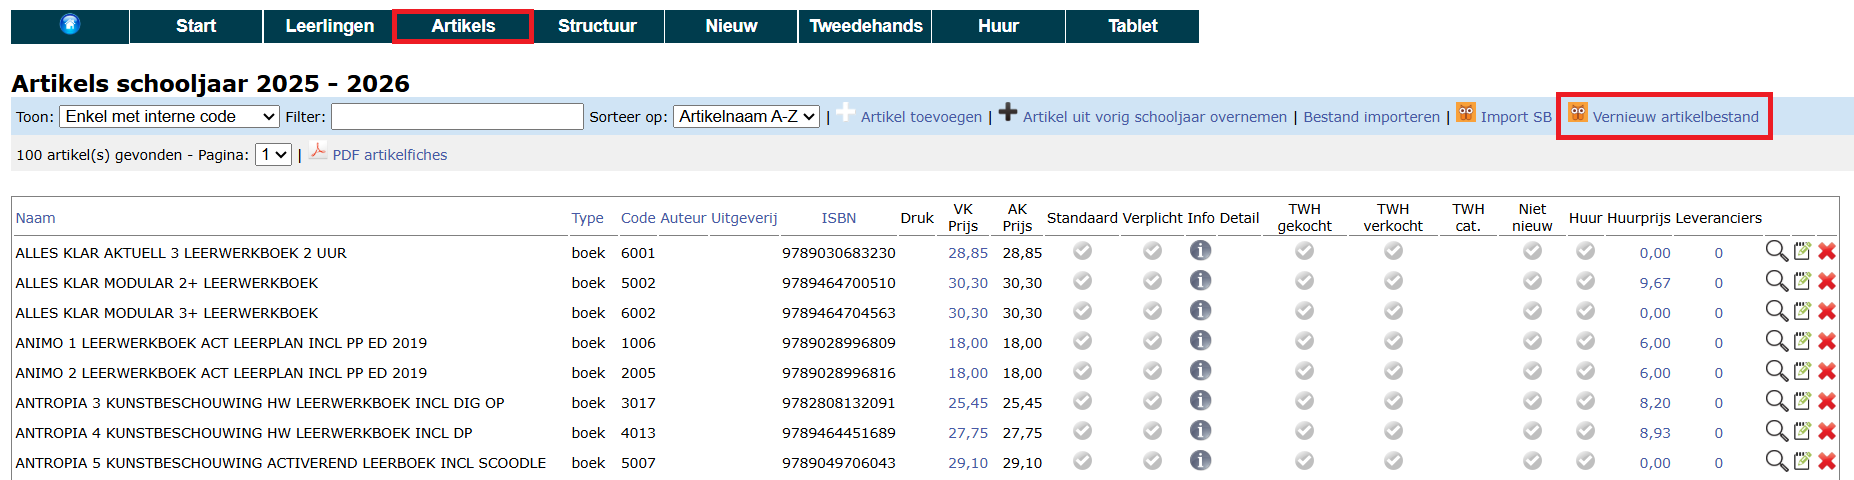 Start Leerlingen Artikels Structuur Nieuw Tweedehands Huur Tablet
Artikels schooljaar 2025 - 2026
Toon: Enkel met interne code Filter: Sorteer op: Artikelnaam A-Z | Artikel toevoegen | Artikel uit vorig schooljaar overnemen | Bestand importeren | Import SB Vernieuw artikelbestand
100 artikel(s) gevonden - Pagina: 1 | PDF artikelfiches
Naam Type Code Auteur Uitgeverij ISBN Druk VK Prijs AK Prijs Standaard Verplicht Info Detail TWH gekocht TWH verkocht TWH cat. Niet nieuw Huur Huurprijs Leveranciers
ALLES KLAR AKTUELL 3 LEERWERKBOEK 2 UUR boek 6001 9789030683230 28,85 28,85 0,00 0
ALLES KLAR MODULAR 2+ LEERWERKBOEK boek 5002 9789464700510 30,30 30,30 9,67 0
ALLES KLAR MODULAR 3+ LEERWERKBOEK boek 6002 9789464704563 30,30 30,30 0,00 0
ANIMO 1 LEERWERKBOEK ACT LEERPLAN INCL PP ED 2019 boek 1006 9789028996809 18,00 18,00 6,00 0
ANIMO 2 LEERWERKBOEK ACT LEERPLAN INCL PP ED 2019 boek 2005 9789028996816 18,00 18,00 6,00 0
ANTROPIA 3 KUNSTBESCHOUWING HW LEERWERKBOEK INCL DIG OP boek 3017 9782808132091 25,45 25,45 8,20 0
ANTROPIA 4 KUNSTBESCHOUWING HW LEERWERKBOEK INCL DP boek 4013 9789464451689 27,75 27,75 8,93 0
ANTROPIA 5 KUNSTBESCHOUWING ACTIVEREND LEERBOEK INCL SCOODLE boek 5007 9789049706043 29,10 29,10 0,00 0